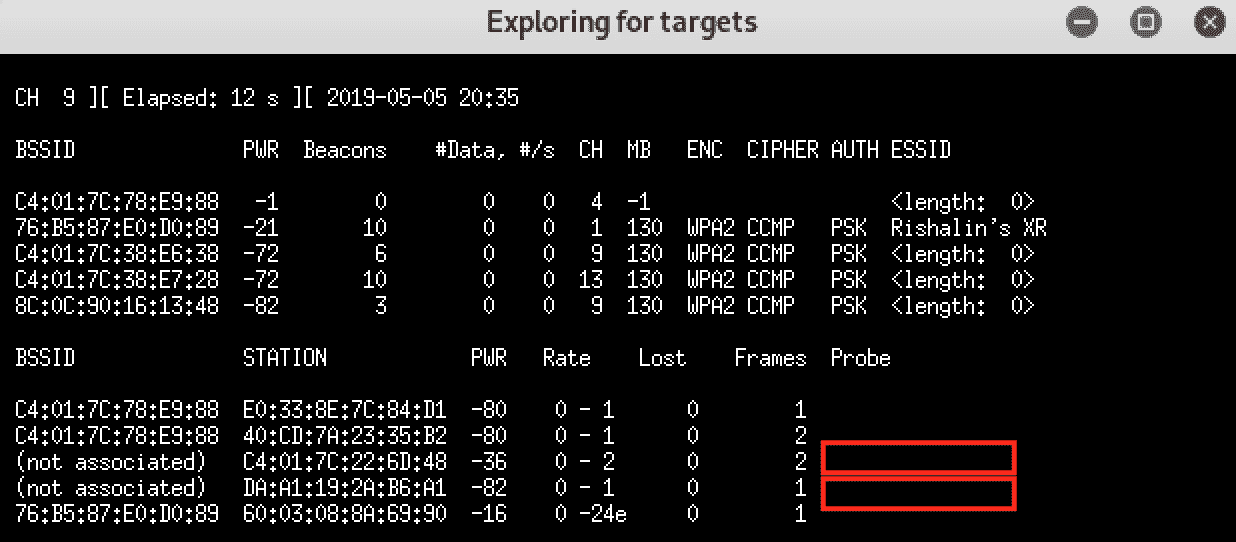 Exploring for targets
CH 9 ][ Elapsed: 12 s ][ 2019-05-05 20:35
BSSID PWR Beacons #Data, #/s CH MB ENC CIPHER AUTH ESSID
C4:01:7C:78:E9:88 -1 0 0 0 4 -1 <length: 0>
76:B5:87:E0:D0:89 -21 10 0 0 1 130 WPA2 CCMP PSK Rishalin's XR
C4:01:7C:38:E6:38 -72 6 0 0 9 130 WPA2 CCMP PSK <length: 0>
C4:01:7C:38:E7:28 -72 10 0 0 13 130 WPA2 CCMP PSK <length: 0>
8C:0C:90:16:13:48 -82 3 0 0 9 130 WPA2 CCMP PSK <length: 0>
BSSID STATION PWR Rate Lost Frames Probe
C4:01:7C:78:E9:88 E0:33:8E:7C:84:D1 -80 0 - 1 0 1
C4:01:7C:78:E9:88 40:CD:7A:23:35:B2 -80 0 - 1 0 2
(not associated) C4:01:7C:22:6D:48 -36 0 - 2 0 2
(not associated) DA:A1:19:2A:B6:A1 -82 0 - 1 0 1
76:B5:87:E0:D0:89 60:03:08:8A:69:90 -16 0 -24e 0 1